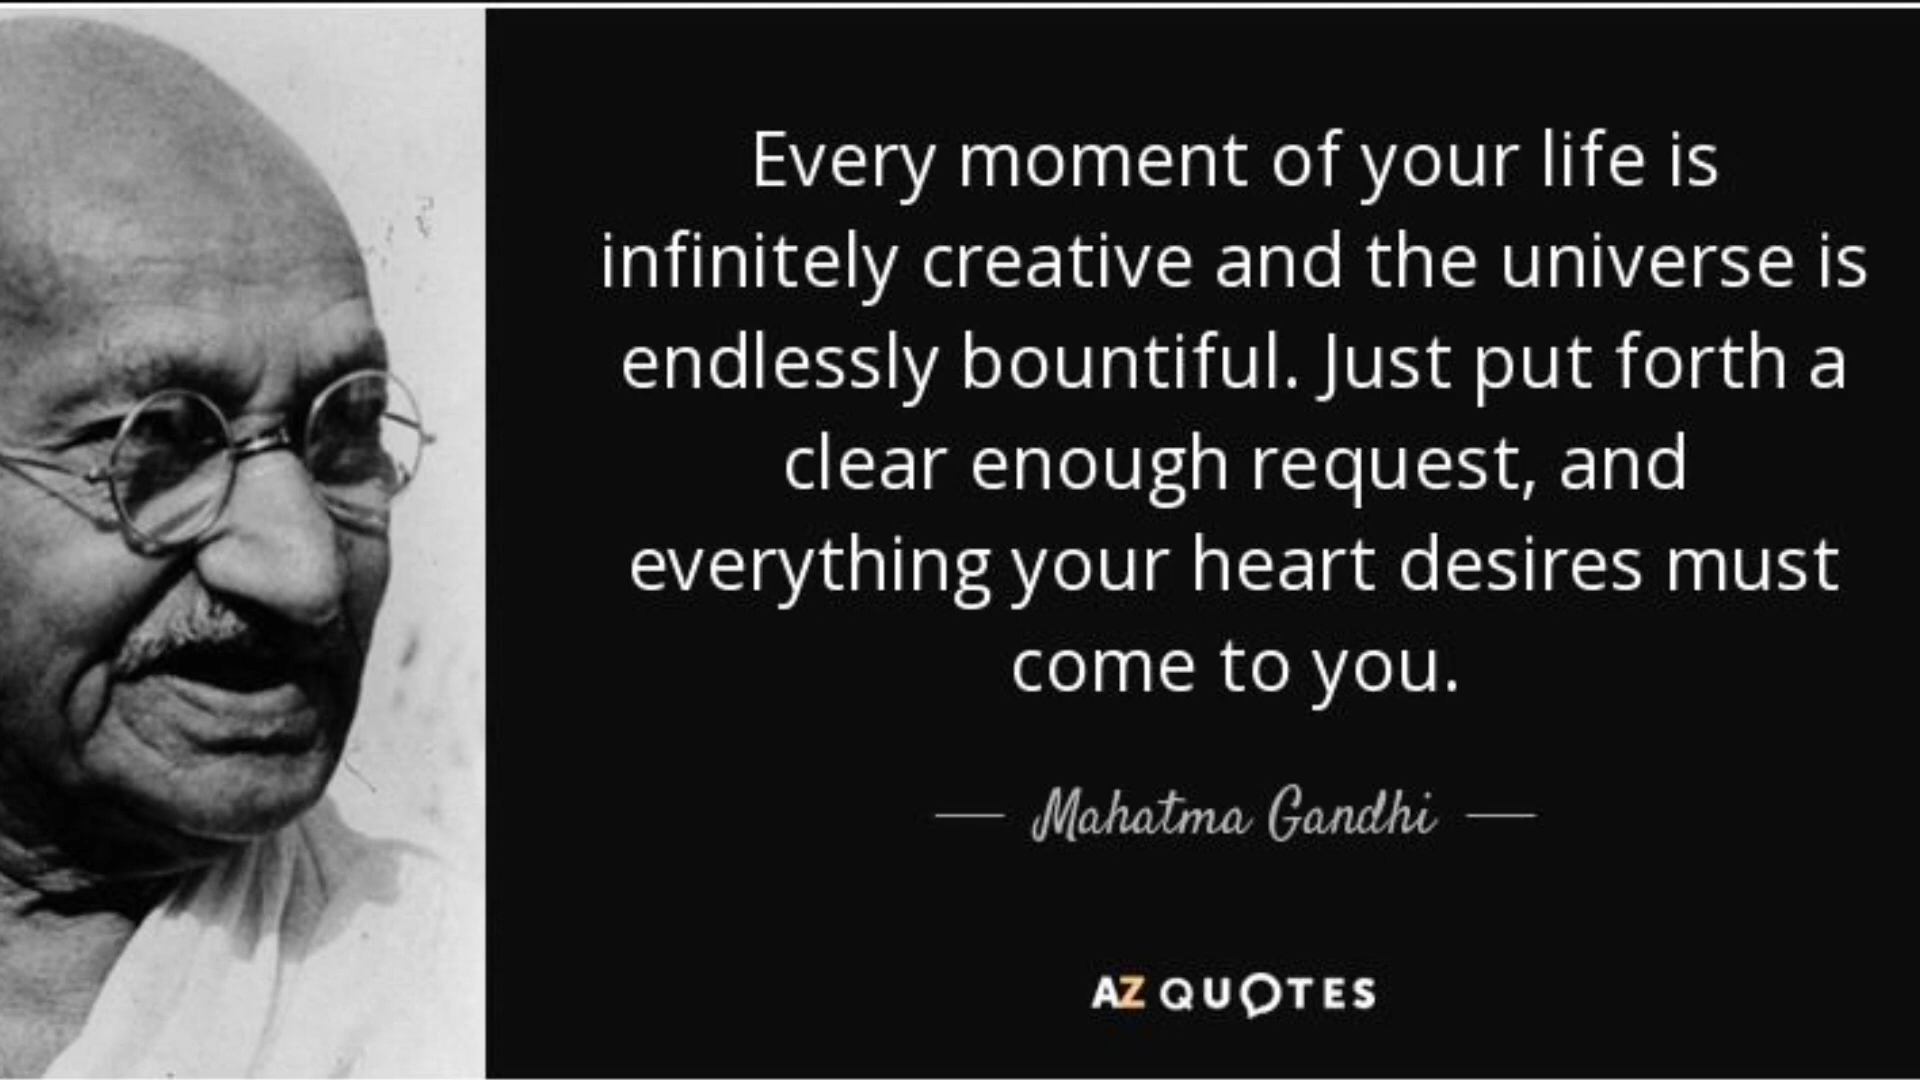 Every moment of your life is
infinitely creative and the universe is
endlessly bountiful. Just put forth a
clear enough request, and
everything your heart desires must
come to you.
Mahatma Gandhi
AZ QUOTES